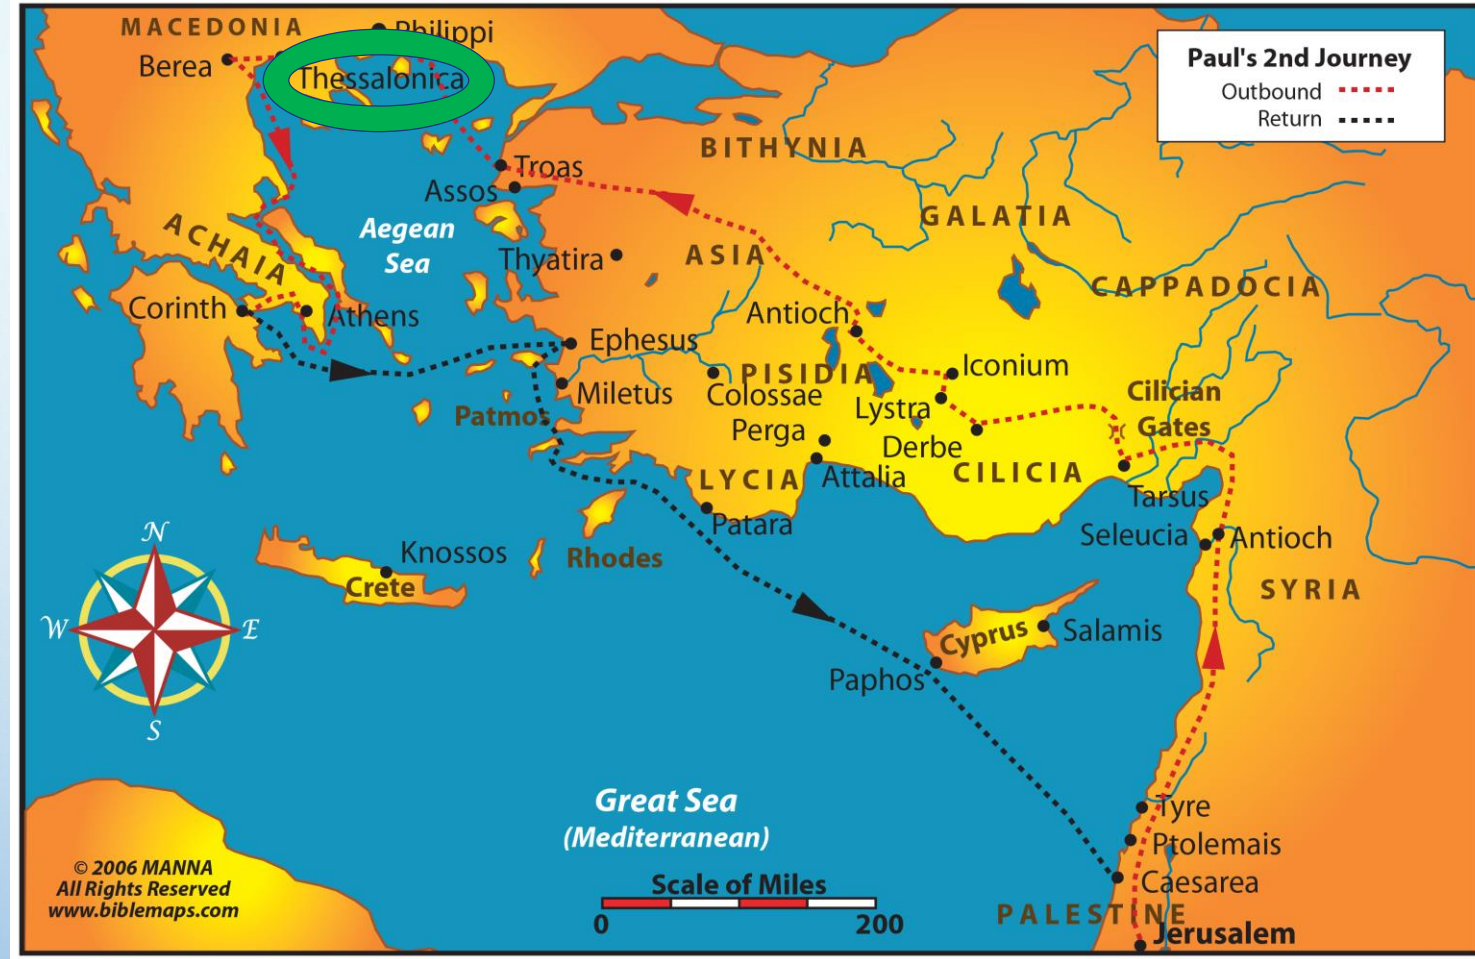 MACEDONIA
Philippi
Berea
Thessalonica
Paul's 2nd Journey
Outbound
Return
BITHYNIA
Troas
Assos
GALATIA
ACHAIA
Aegean
Sea
Thyatira
ASIA
CAPPADOCIA
Corinth
Athens
Antioch
Ephesus
Iconium
PISIDIA
Miletus
Colossae
Lystra
Cilician
Gates
Patmos
Perga
Derbe
LYCIA
Attalia
CILICIA
Tarsus
Patara
Seleucia
Antioch
N
Knossos
Rhodes
Crete
SYRIA
W
E
Cyprus
Salamis
Paphos
S
Great Sea
(Mediterranean)
Tyre
Ptolemais
© 2006 MANNA
All Rights Reserved
www.biblemaps.com
Scale of Miles
0
200
Caesarea
PALESTINE
Jerusalem